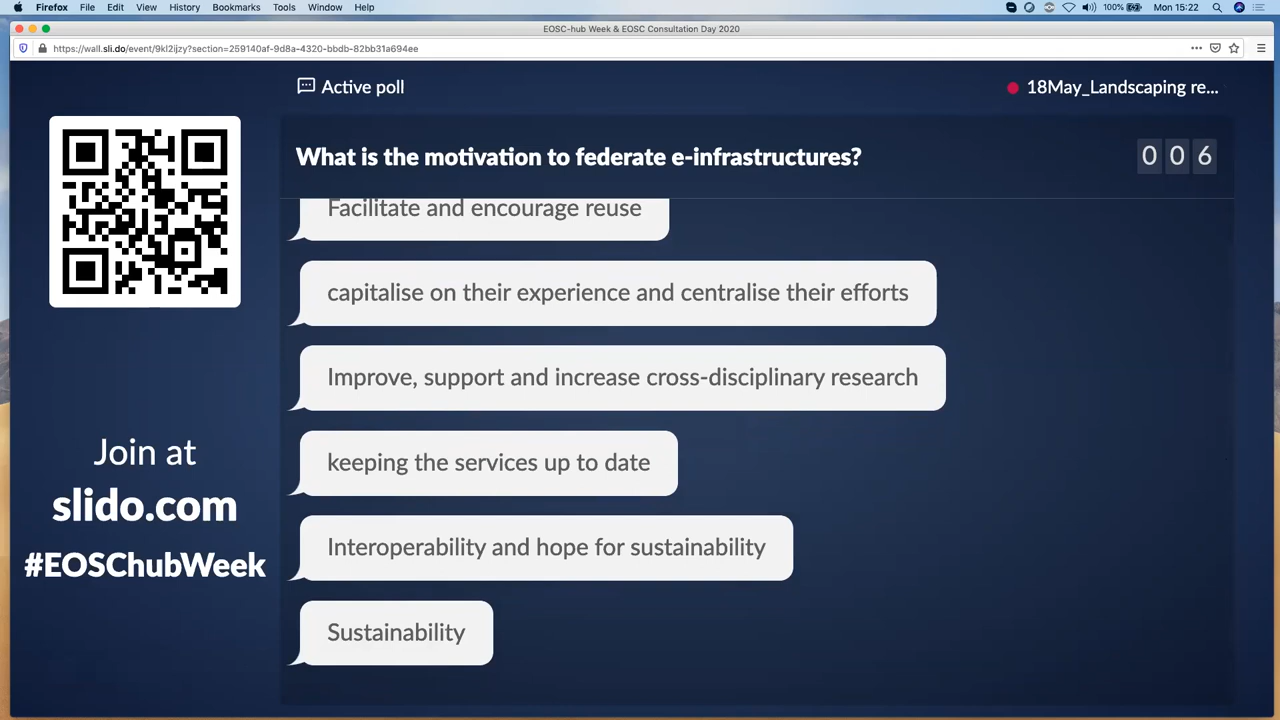 Firefox File Edit View History Bookmarks Tools Window Help 100% Mon 15:22
EOSC-hub Week & EOSC Consultation Day 2020
https://wall.sli.do/event/9kl2ijzy?section=259140af-9d8a-4320-bbdb-82bb31a694ee
Active poll
18May_Landscaping re...
What is the motivation to federate e-infrastructures?
0 0 6
Facilitate and encourage reuse
capitalise on their experience and centralise their efforts
Improve, support and increase cross-disciplinary research
keeping the services up to date
Interoperability and hope for sustainability
Sustainability
Join at
slido.com
#EOSChubWeek